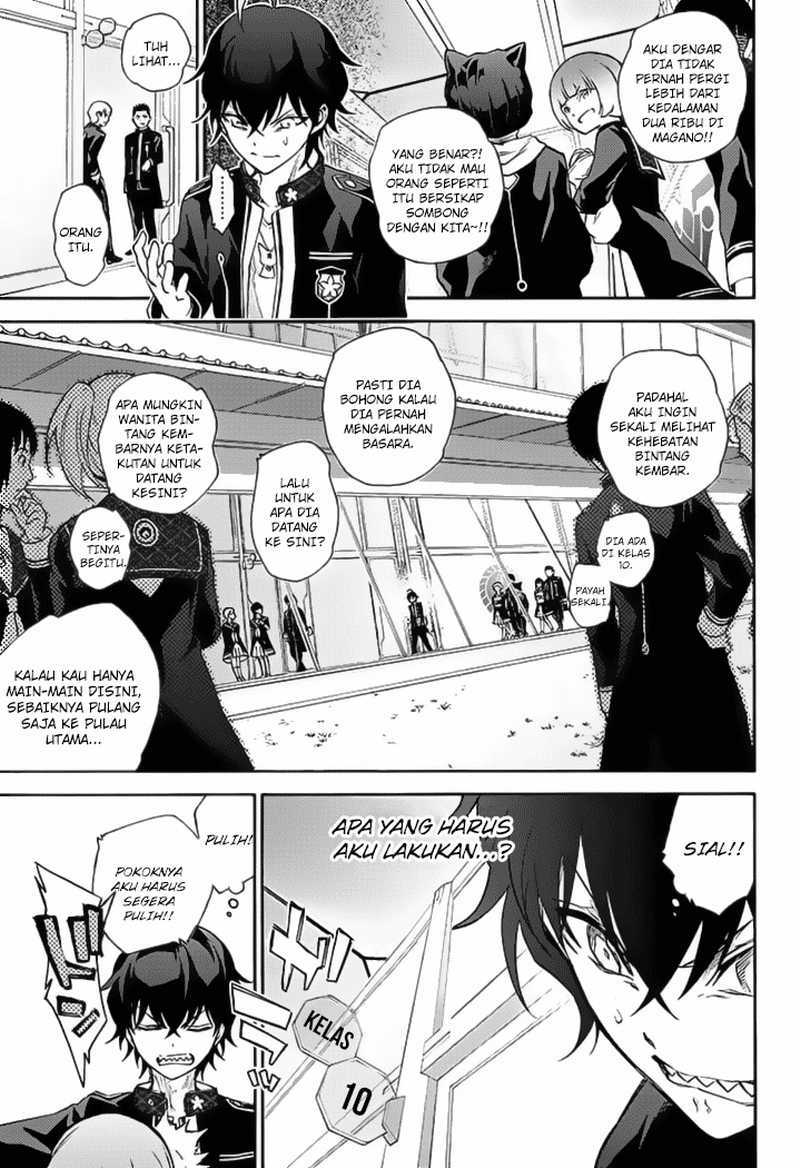 AKU DENGAR
DIA TIDAK
PERNAH PERGI
LEBIH DARI
KEDALAMAN
DUA RIBU DI
MAGANO!!
YANG BENAR?!
AKU TIDAK MAU
ORANG SEPERTI
ITU BERSIKAP
SOMBONG
DENGAN KITA~!!
TUH
LIHAT...
ORANG
ITU.
PADAHAL
AKU INGIN
SEKALI MELIHAT
KEHEBATAN
BINTANG
KEMBAR.
DIA ADA
DI KELAS
10.
PAYAH
SEKALI.
PASTI DIA
BOHONG KALAU
DIA PERNAH
MENGALAHKAN
BASARA.
LALU
UNTUK
APA DIA
DATANG
KE SINI?
APA MUNGKIN
WANITA BIN-
TANG KEM-
BARNYA KETA-
KUTAN UNTUK
DATANG
KESINI?
SEPER-
TINYA
BEGITU.
KALAU KAU HANYA
MAIN-MAIN DISINI,
SEBAIKNYA PULANG
SAJA KE PULAU
UTAMA...
SIAL!!
APA YANG HARUS
AKU LAKUKAN...?
KELAS
10
PULIH!
POKOKNYA
AKU HARUS
SEGERA
PULIH!!